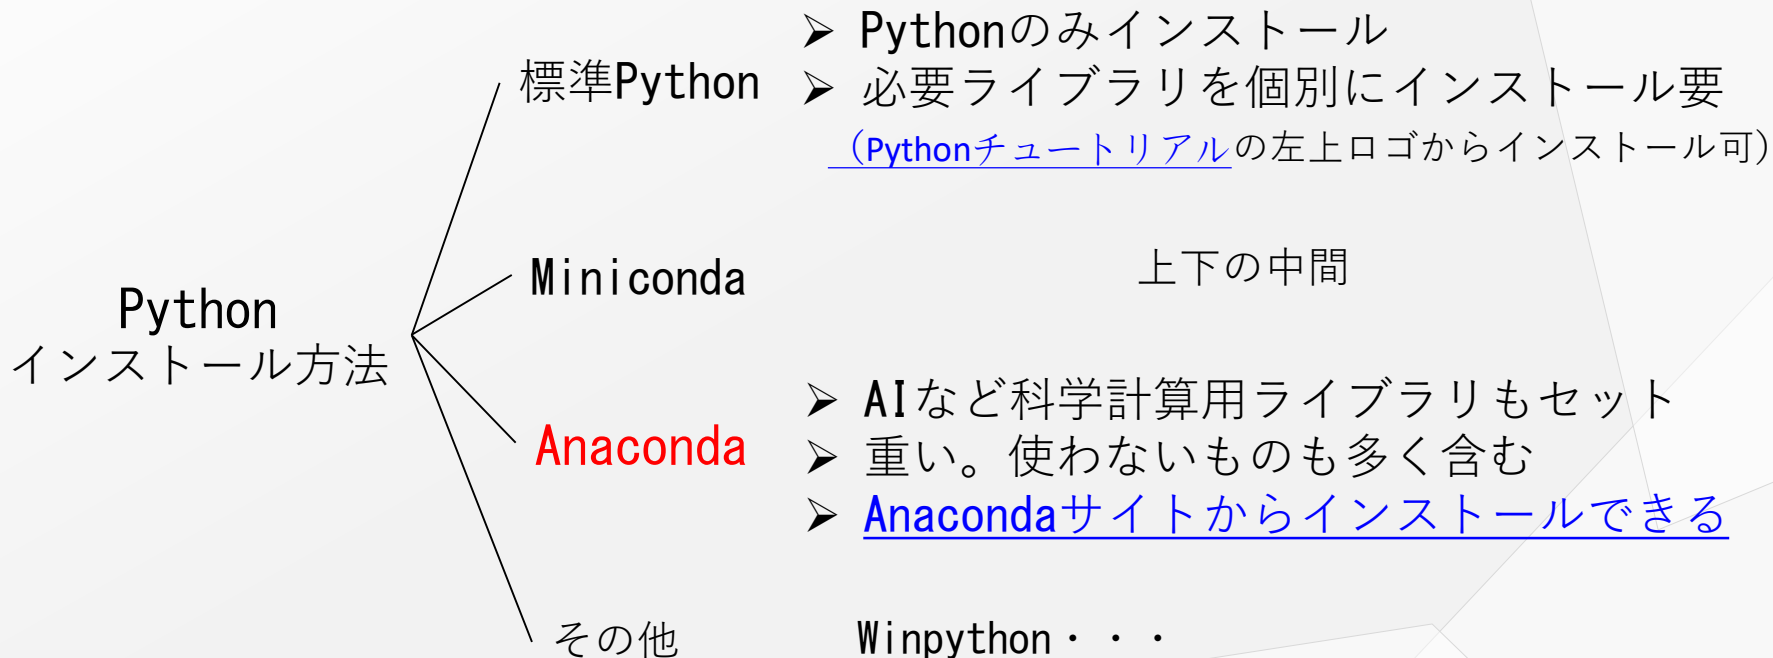 Python
インストール方法
標準Python
➢ Pythonのみインストール
➢ 必要ライブラリを個別にインストール要
（Pythonチュートリアルの左上ロゴからインストール可）
Miniconda
上下の中間
Anaconda
➢ AIなど科学計算用ライブラリもセット
➢ 重い。使わないものも多く含む
➢ Anacondaサイトからインストールできる
その他
Winpython・・・